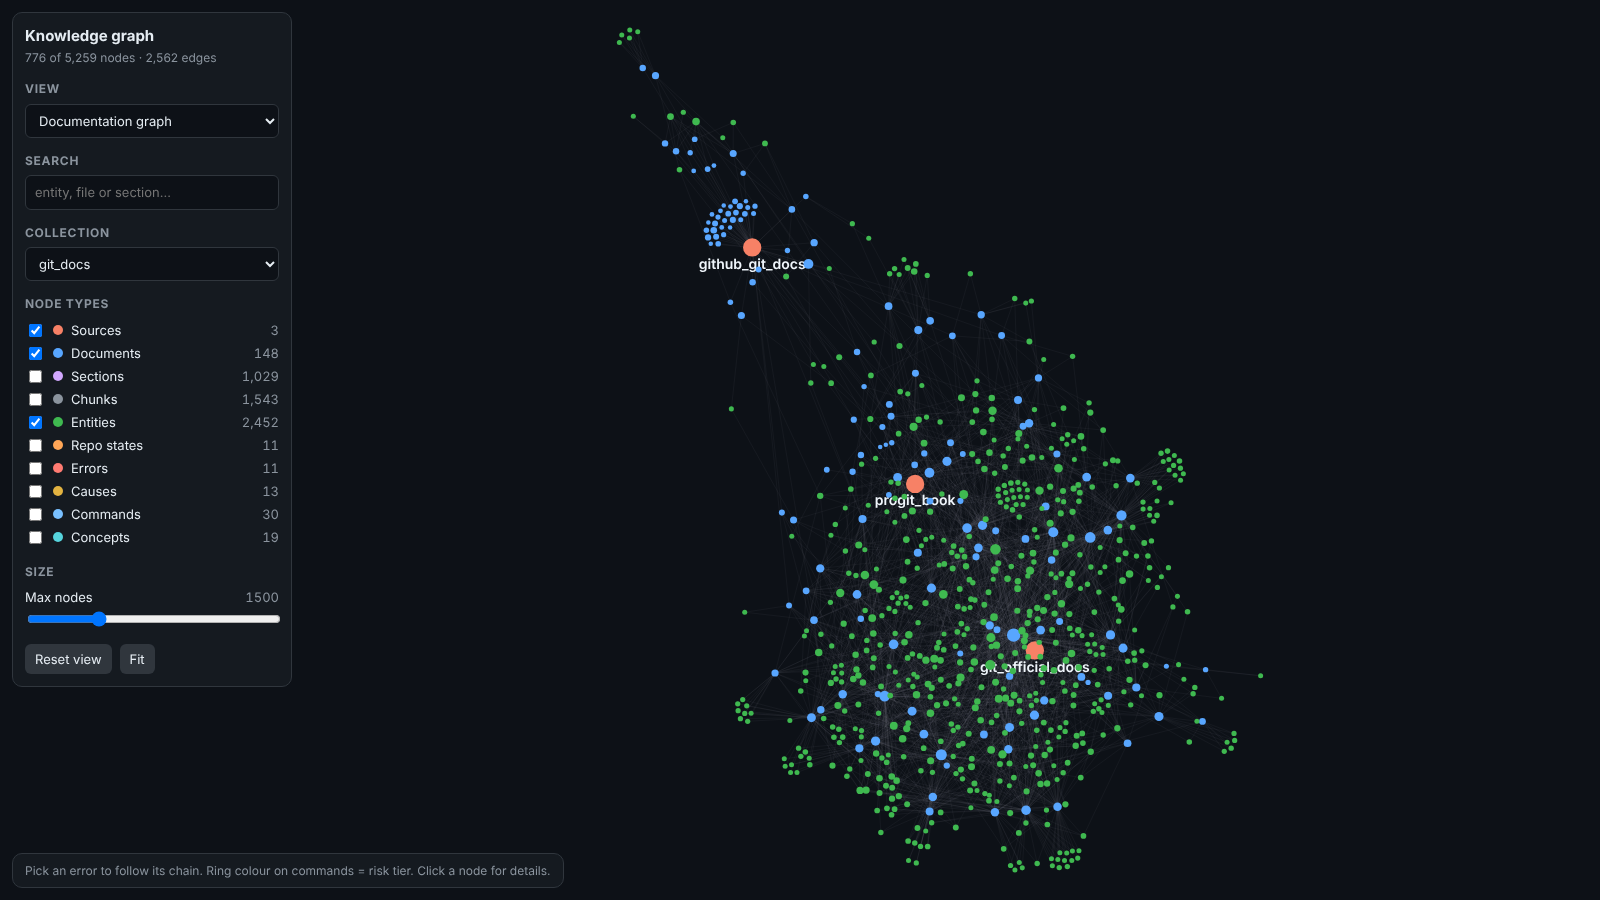 Knowledge graph
776 of 5,259 nodes · 2,562 edges
VIEW
Documentation graph
SEARCH
entity, file or section...
COLLECTION
git_docs
NODE TYPES
Sources 3
Documents 148
Sections 1,029
Chunks 1,543
Entities 2,452
Repo states 11
Errors 11
Causes 13
Commands 30
Concepts 19
SIZE
Max nodes 1500
Reset view Fit
github_git_docs
progit_book
git_official_docs
Pick an error to follow its chain. Ring colour on commands = risk tier. Click a node for details.